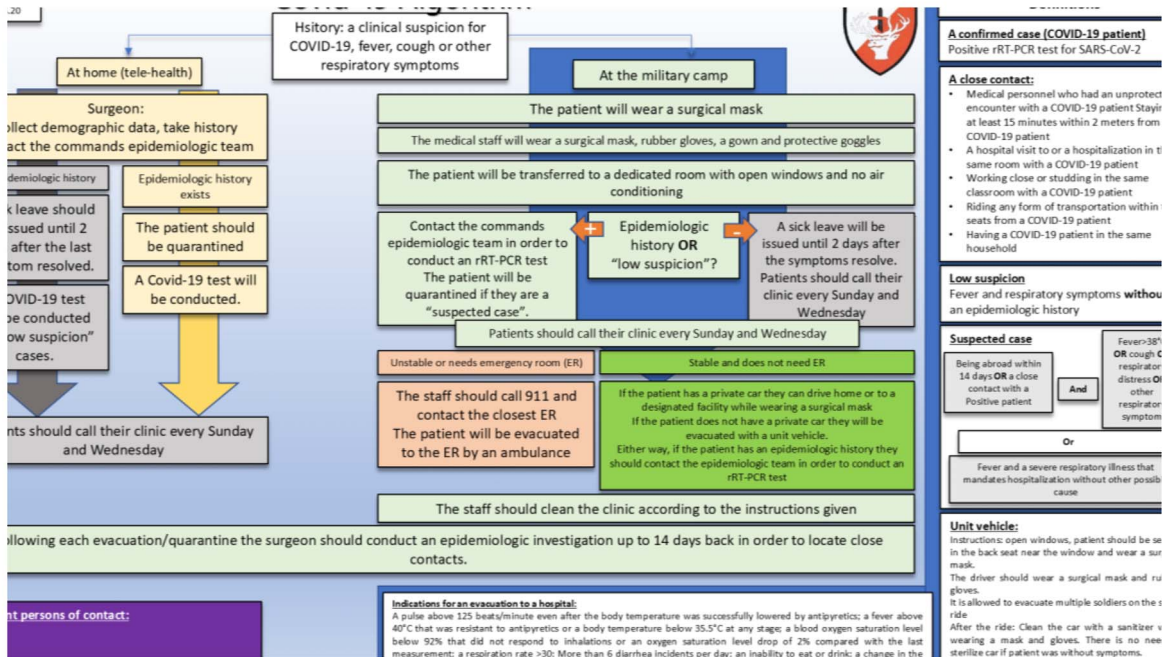 .20
Covid-19 Algorithm
Hsitory: a clinical suspicion for
COVID-19, fever, cough or other
respiratory symptoms
At home (tele-health)
Surgeon:
ollect demographic data, take history
act the commands epidemiologic team
demiologic history
k leave should
ssued until 2
after the last
tom resolved.
OVID-19 test
be conducted
ow suspicion"
cases.
Epidemiologic history
exists
The patient should
be quarantined
A Covid-19 test will
be conducted.
nts should call their clinic every Sunday
and Wednesday
At the military camp
The patient will wear a surgical mask
The medical staff will wear a surgical mask, rubber gloves, a gown and protective goggles
The patient will be transferred to a dedicated room with open windows and no air
conditioning
Contact the commands
epidemiologic team in order to
conduct an rRT-PCR test
The patient will be
quarantined if they are a
"suspected case".
+
Epidemiologic
history OR
"low suspicion"?
-
A sick leave will be
issued until 2 days after
the symptoms resolve.
Patients should call their
clinic every Sunday and
Wednesday
Patients should call their clinic every Sunday and Wednesday
Unstable or needs emergency room (ER)
The staff should call 911 and
contact the closest ER
The patient will be evacuated
to the ER by an ambulance
Stable and does not need ER
If the patient has a private car they can drive home or to a
designated facility while wearing a surgical mask
If the patient does not have a private car they will be
evacuated with a unit vehicle.
Either way, if the patient has an epidemiologic history they
should contact the epidemiologic team in order to conduct an
rRT-PCR test
The staff should clean the clinic according to the instructions given
ollowing each evacuation/quarantine the surgeon should conduct an epidemiologic investigation up to 14 days back in order to locate close
contacts.
nt persons of contact:
Indications for an evacuation to a hospital:
A pulse above 125 beats/minute even after the body temperature was successfully lowered by antipyretics; a fever above
40°C that was resistant to antipyretics or a body temperature below 35.5°C at any stage; a blood oxygen saturation level
below 92% that did not respond to inhalations or an oxygen saturation level drop of 2% compared with the last
measurement; a respiration rate >30; More than 6 diarrhea incidents per day; an inability to eat or drink; a change in the
Definitions
A confirmed case (COVID-19 patient)
Positive rRT-PCR test for SARS-CoV-2
A close contact:
• Medical personnel who had an unprotect
encounter with a COVID-19 patient Stayin
at least 15 minutes within 2 meters from
COVID-19 patient
• A hospital visit to or a hospitalization in t
same room with a COVID-19 patient
• Working close or studding in the same
classroom with a COVID-19 patient
• Riding any form of transportation within
seats from a COVID-19 patient
• Having a COVID-19 patient in the same
household
Low suspicion
Fever and respiratory symptoms withou
an epidemiologic history
Suspected case
Being abroad within
14 days OR a close
contact with a
Positive patient
And
Fever>38°
OR cough O
respirator
distress O
other
respirator
symptom
Or
Fever and a severe respiratory illness that
mandates hospitalization without other possib
cause
Unit vehicle:
Instructions: open windows, patient should be se
in the back seat near the window and wear a sur
mask.
The driver should wear a surgical mask and ru
gloves.
It is allowed to evacuate multiple soldiers on the s
ride
After the ride: Clean the car with a sanitizer w
wearing a mask and gloves. There is no nee
sterilize car if patient was without symptoms.